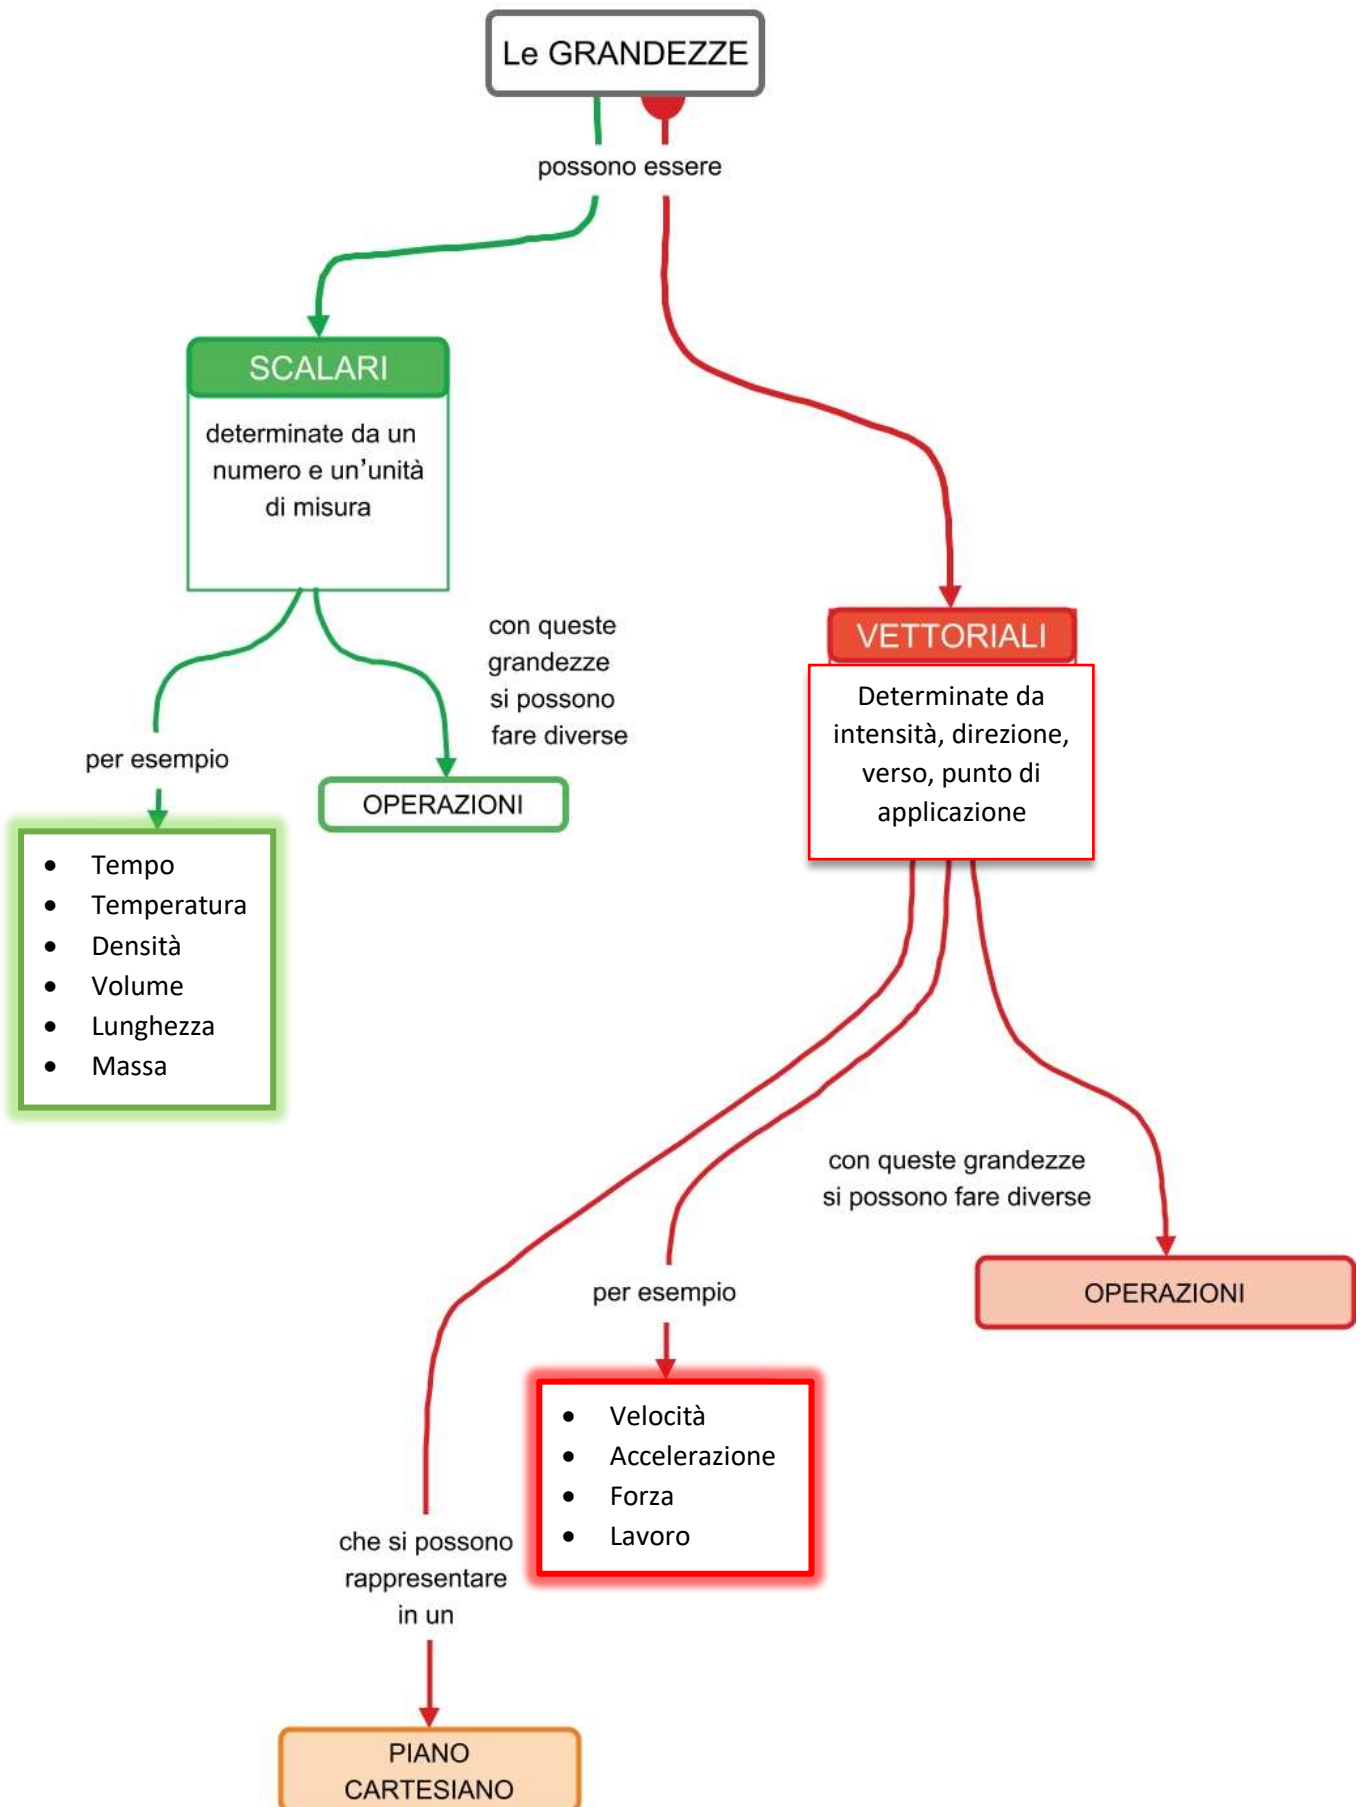 Le GRANDEZZE
possono essere
SCALARI
determinate da un
numero e un’unità
di misura
con queste
grandezze
si possono
fare diverse
per esempio
OPERAZIONI
• Tempo
• Temperatura
• Densità
• Volume
• Lunghezza
• Massa
VETTORIALI
Determinate da
intensità, direzione,
verso, punto di
applicazione
con queste grandezze
si possono fare diverse
OPERAZIONI
per esempio
• Velocità
• Accelerazione
• Forza
• Lavoro
che si possono
rappresentare
in un
PIANO
CARTESIANO